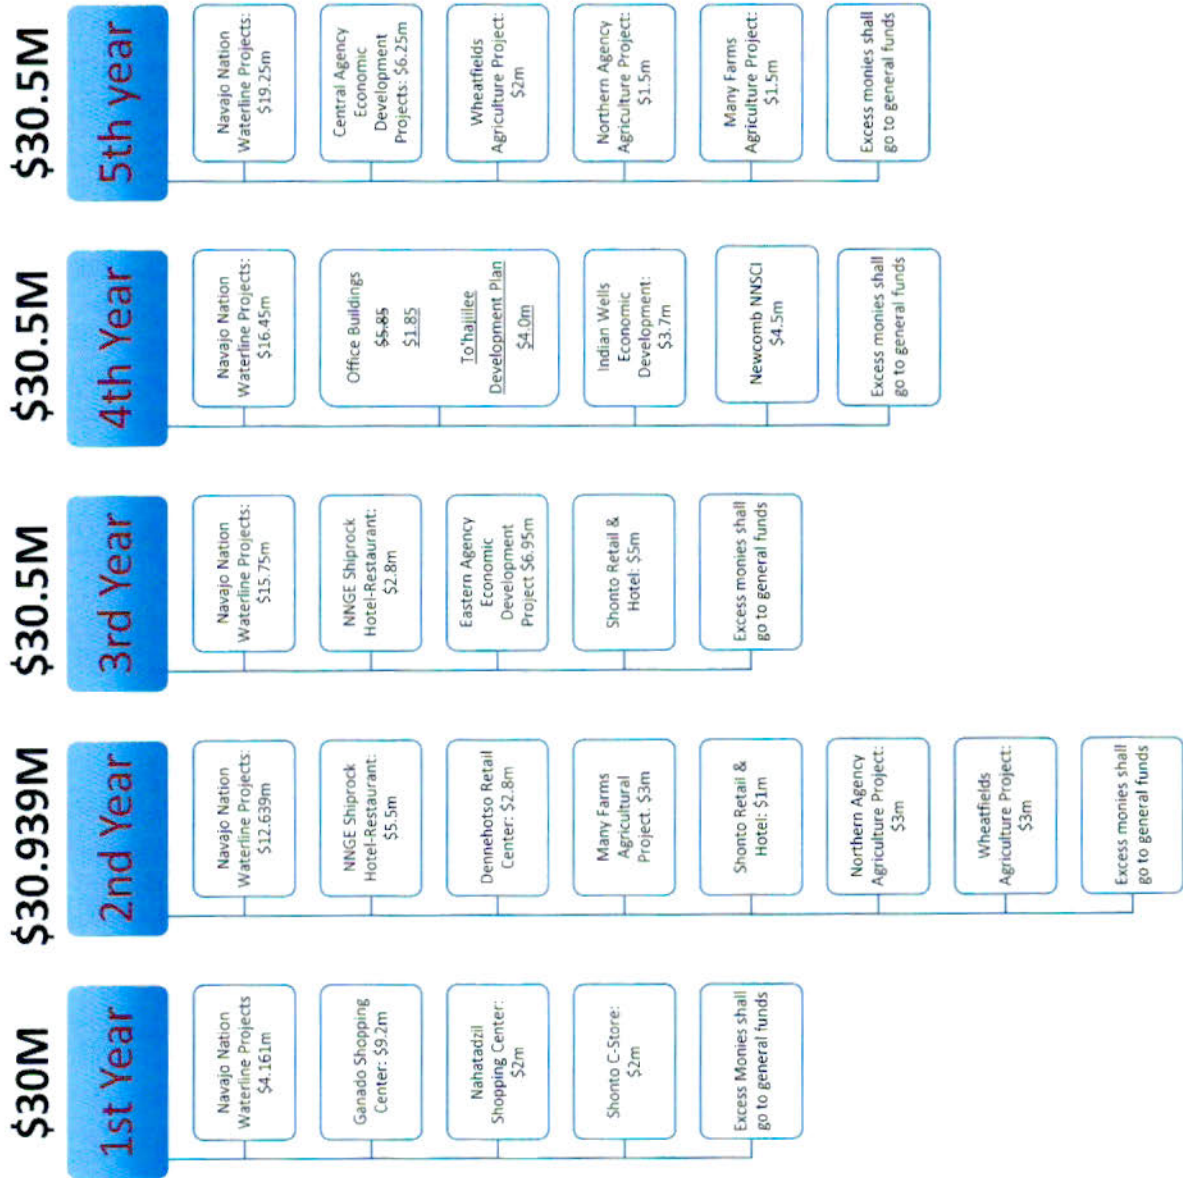 $30M
1st Year
Navajo Nation
Waterline Projects
$4.161m
Ganado Shopping
Center: $9.2m
Nahatadzil
Shopping Center:
$2m
Shonto C-Store:
$2m
Excess Monies shall
go to general funds
$30.939M
2nd Year
Navajo Nation
Waterline Projects:
$12.639m
NNGE Shiprock
Hotel-Restaurant:
$5.5m
Dennehotso Retail
Center: $2.8m
Many Farms
Agricultural
Project. $3m
Shonto Retail &
Hotel: $1m
Northern Agency
Agriculture Project:
$3m
Wheatfields
Agriculture Project:
$3m
Excess monies shall
go to general funds
$30.5M
3rd Year
Navajo Nation
Waterline Projects:
$15.75m
NNGE Shiprock
Hotel-Restaurant:
$2.8m
Eastern Agency
Economic
Development
Project $6.95m
Shonto Retail &
Hotel: $5m
Excess monies shall
go to general funds
$30.5M
4th Year
Navajo Nation
Waterline Projects:
$16.45m
Office Buildings
$5.85
$1.85
To'hajiilee
Development Plan
$4.0m
Indian Wells
Economic
Development:
$3.7m
Newcomb NNSCI
$4.5m
Excess monies shall
go to general funds
$30.5M
5th year
Navajo Nation
Waterline Projects:
$19.25m
Central Agency
Economic
Development
Projects: $6.25m
Wheatfields
Agriculture Project:
$2m
Northern Agency
Agriculture Project:
$1.5m
Many Farms
Agriculture Project:
$1.5m
Excess monies shall
go to general funds